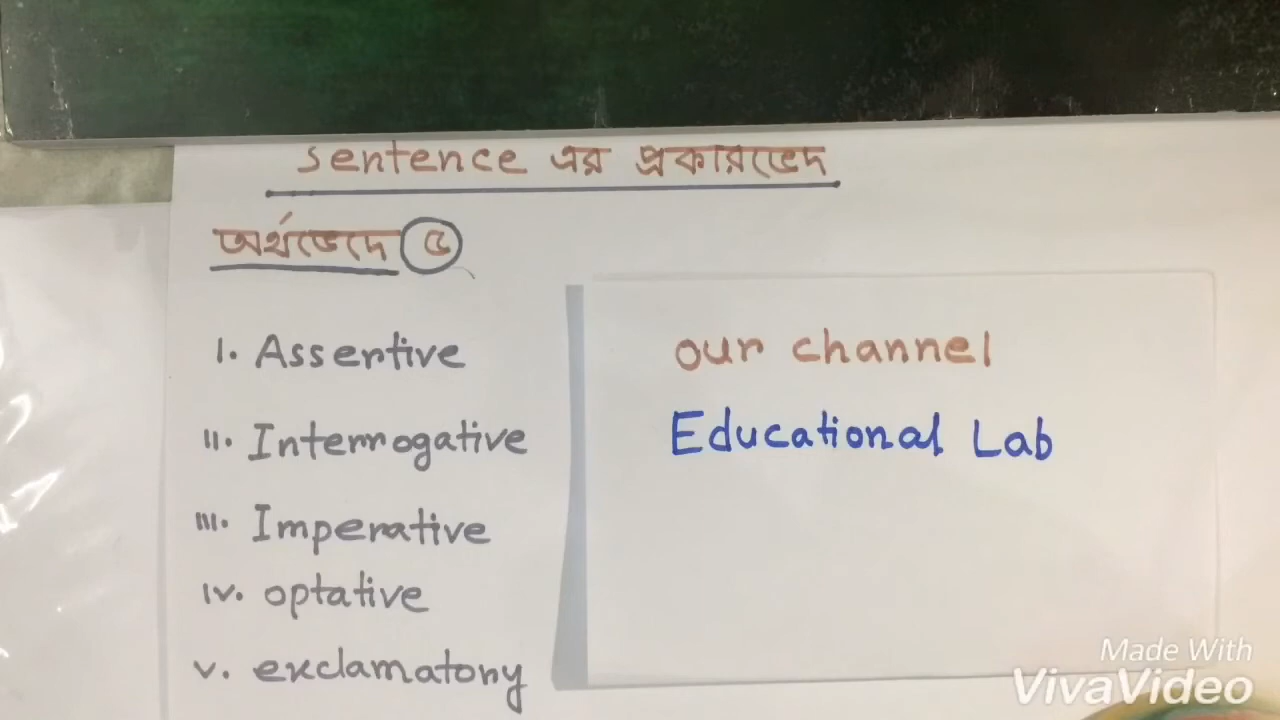 sentence এর প্রকারভেদ
অর্থভেদে ৫
I. Assertive
II. Interrogative
III. Imperative
IV. optative
V. exclamatory
our channel
Educational Lab
Made With
VivaVideo